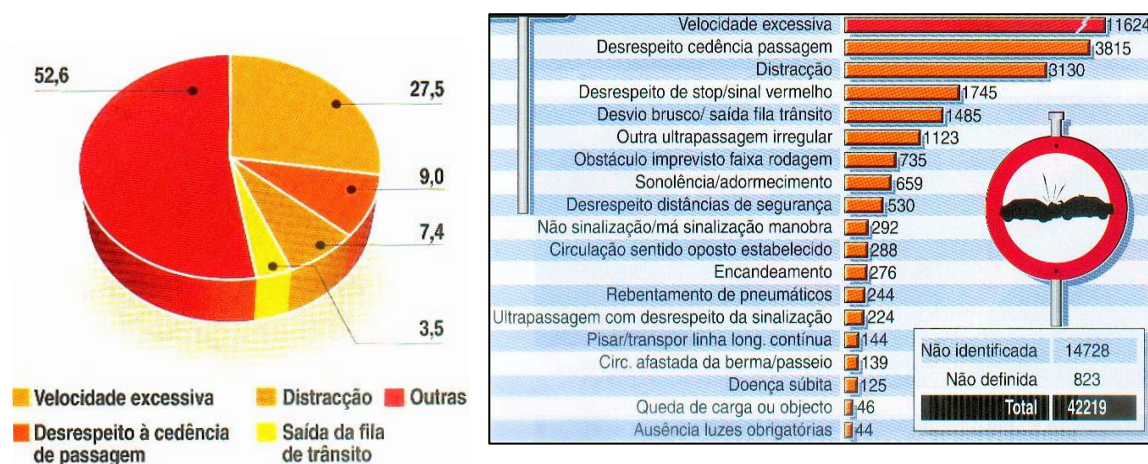 52,6
27,5
9,0
7,4
3,5
Velocidade excessiva
Distracção
Outras
Desrespeito à cedência
de passagem
Saída da fila
de trânsito
Velocidade excessiva 11624
Desrespeito cedência passagem 3815
Distracção 3130
Desrespeito de stop/sinal vermelho 1745
Desvio brusco/ saída fila trânsito 1485
Outra ultrapassagem irregular 1123
Obstáculo imprevisto faixa rodagem 735
Sonolência/adormecimento 659
Desrespeito distâncias de segurança 530
Não sinalização/má sinalização manobra 292
Circulação sentido oposto estabelecido 288
Encandeamento 276
Rebentamento de pneumáticos 244
Ultrapassagem com desrespeito da sinalização 224
Pisar/transpor linha long. contínua 144
Circ. afastada da berma/passeio 139
Doença súbita 125
Queda de carga ou objecto 46
Ausência luzes obrigatórias 44
Não identificada 14728
Não definida 823
Total 42219